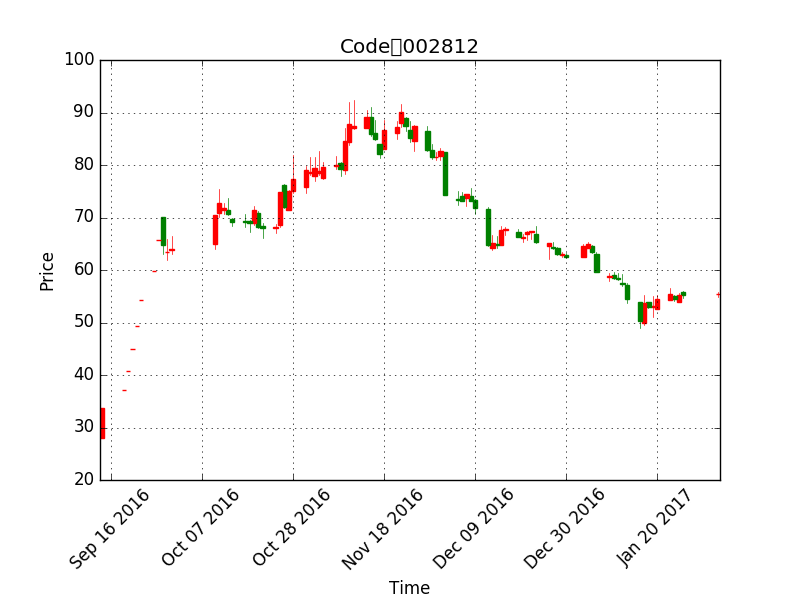 Code▯002812
100
90
80
70
60
50
40
30
20
Price
Sep 16 2016
Oct 07 2016
Oct 28 2016
Nov 18 2016
Dec 09 2016
Dec 30 2016
Jan 20 2017
Time